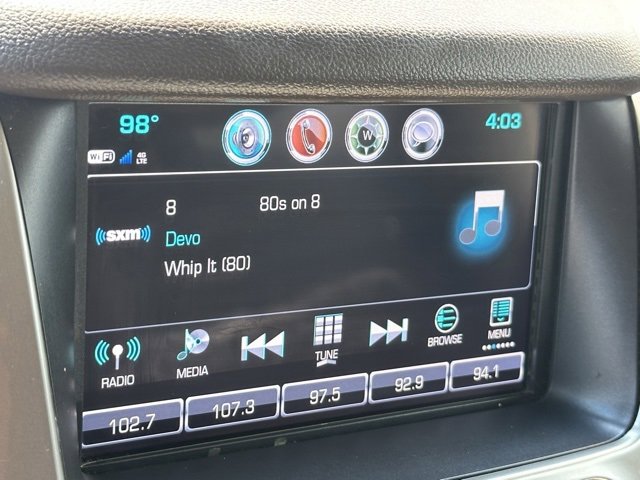 98° W 4:03
WiFi 4G LTE
8 80s on 8
((sxm))
Devo
Whip It (80)
RADIO MEDIA TUNE BROWSE MENU
102.7 107.3 97.5 92.9 94.1